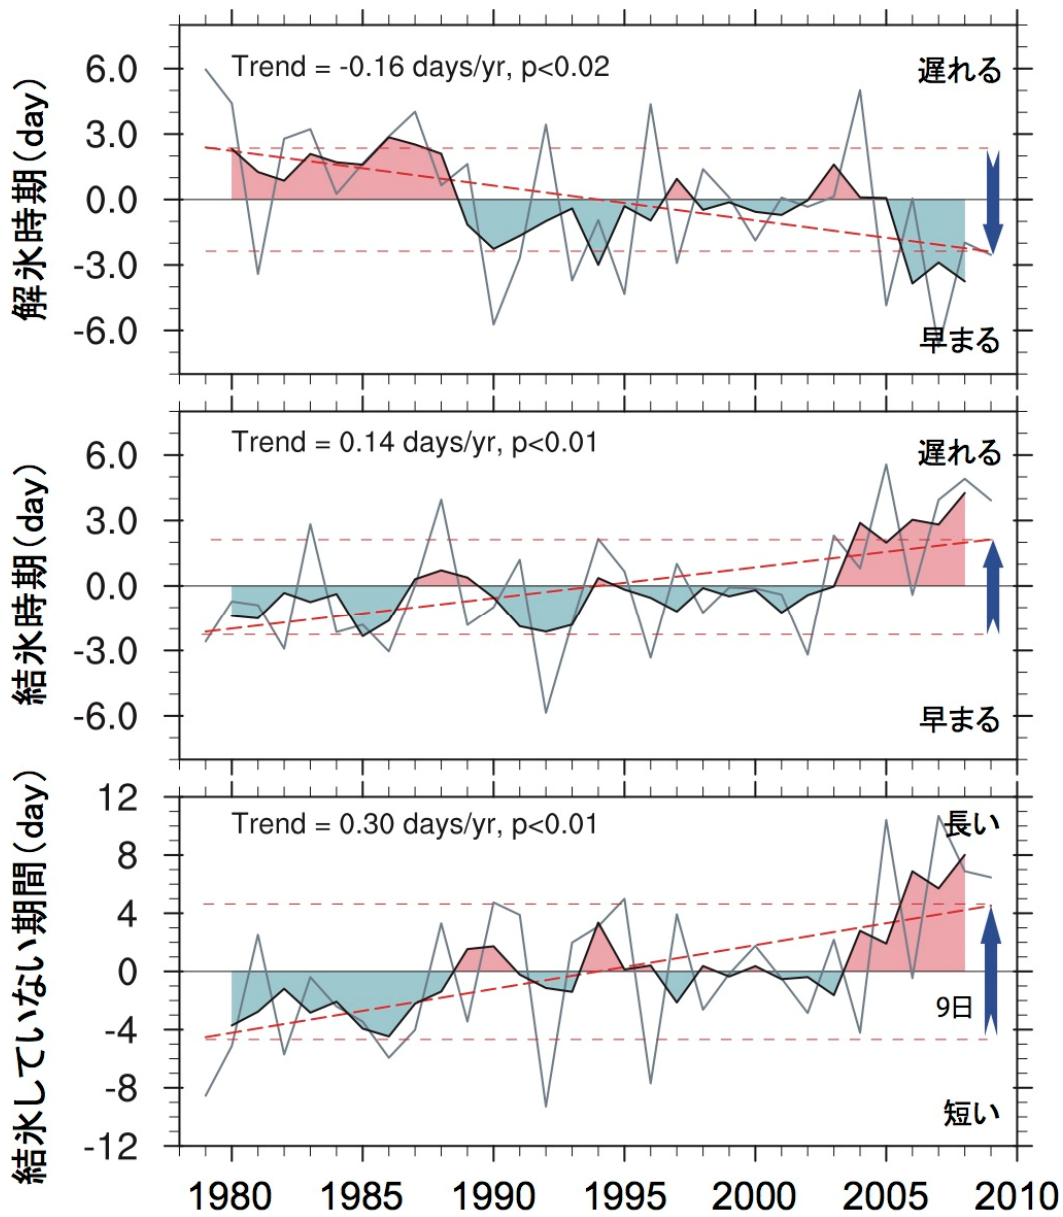 解氷時期(day)
6.0
3.0
0.0
-3.0
-6.0
Trend = -0.16 days/yr, p<0.02
遅れる
早まる
結氷時期(day)
6.0
3.0
0.0
-3.0
-6.0
Trend = 0.14 days/yr, p<0.01
遅れる
早まる
結氷していない期間(day)
12
8
4
0
-4
-8
-12
Trend = 0.30 days/yr, p<0.01
長い
9日
短い
1980 1985 1990 1995 2000 2005 2010